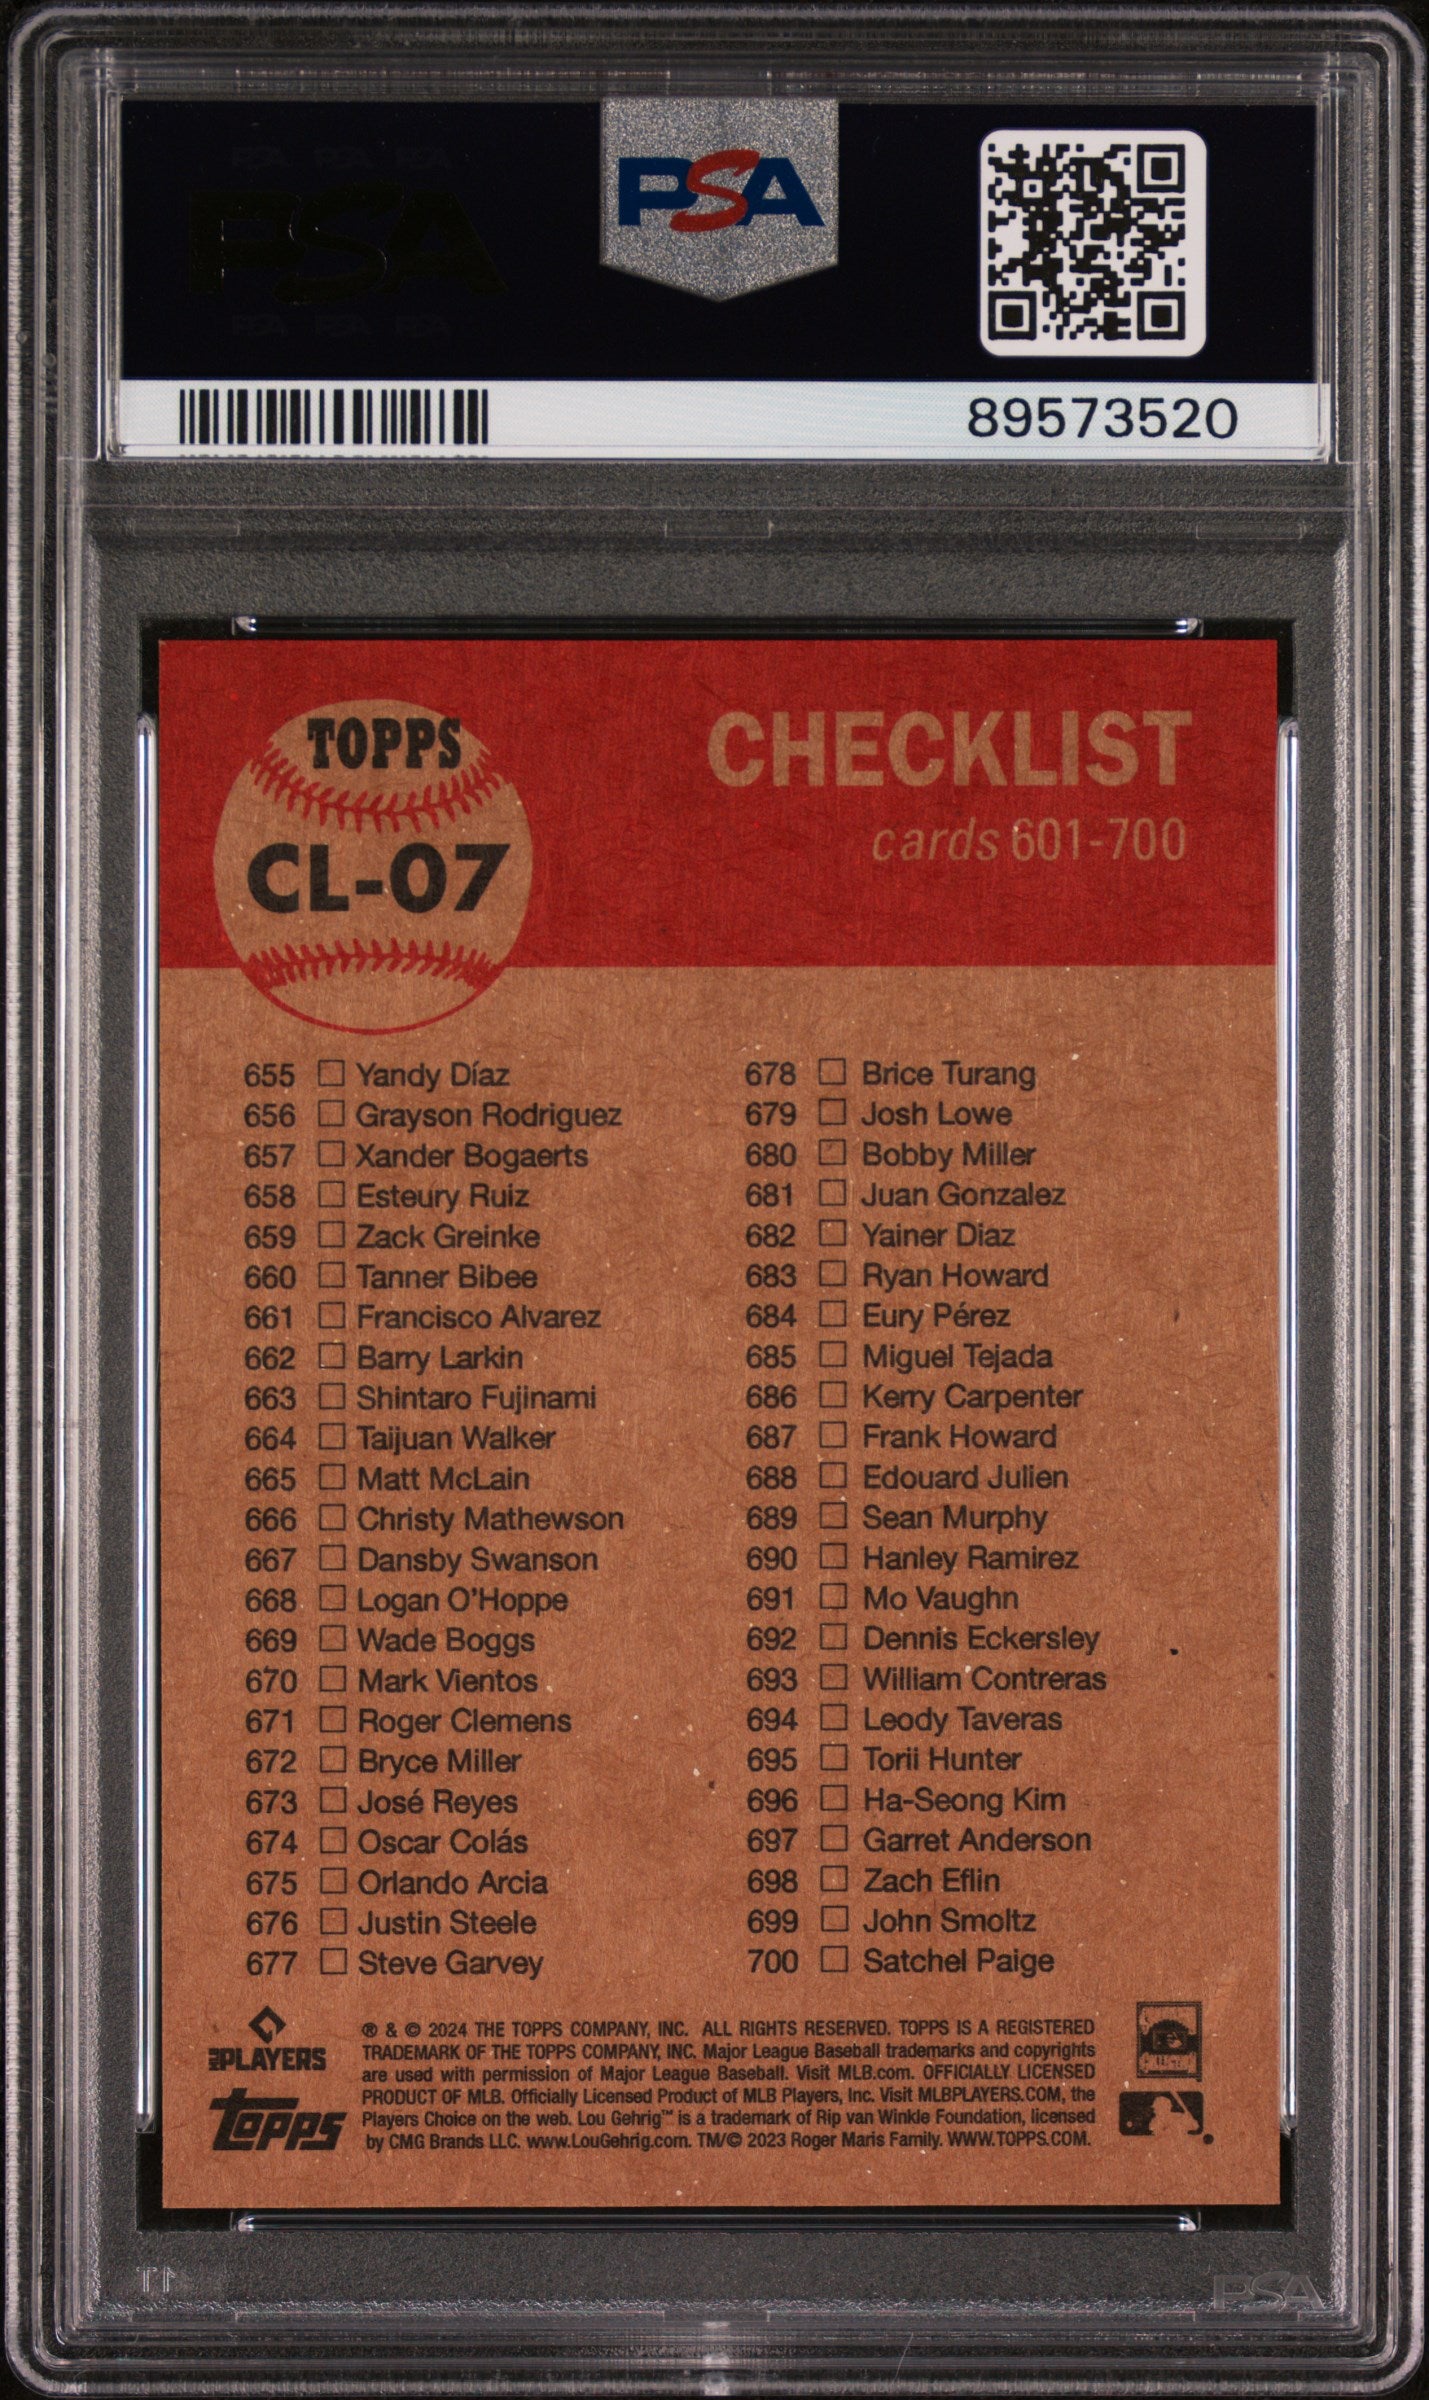 PSA
89573520
TOPPS
CL-07
CHECKLIST
cards 601-700
655 Yandy Díaz
656 Grayson Rodriguez
657 Xander Bogaerts
658 Esteury Ruiz
659 Zack Greinke
660 Tanner Bibee
661 Francisco Alvarez
662 Barry Larkin
663 Shintaro Fujinami
664 Taijuan Walker
665 Matt McLain
666 Christy Mathewson
667 Dansby Swanson
668 Logan O'Hoppe
669 Wade Boggs
670 Mark Vientos
671 Roger Clemens
672 Bryce Miller
673 José Reyes
674 Oscar Colás
675 Orlando Arcia
676 Justin Steele
677 Steve Garvey
678 Brice Turang
679 Josh Lowe
680 Bobby Miller
681 Juan Gonzalez
682 Yainer Diaz
683 Ryan Howard
684 Eury Pérez
685 Miguel Tejada
686 Kerry Carpenter
687 Frank Howard
688 Edouard Julien
689 Sean Murphy
690 Hanley Ramirez
691 Mo Vaughn
692 Dennis Eckersley
693 William Contreras
694 Leody Taveras
695 Torii Hunter
696 Ha-Seong Kim
697 Garret Anderson
698 Zach Eflin
699 John Smoltz
700 Satchel Paige
PLAYERS
Topps
® & © 2024 THE TOPPS COMPANY, INC. ALL RIGHTS RESERVED. TOPPS IS A REGISTERED
TRADEMARK OF THE TOPPS COMPANY, INC. Major League Baseball trademarks and copyrights
are used with permission of Major League Baseball. Visit MLB.com. OFFICIALLY LICENSED
PRODUCT OF MLB. Officially Licensed Product of MLB Players, Inc. Visit MLBPLAYERS.COM, the
Players Choice on the web. Lou Gehrig™ is a trademark of Rip van Winkle Foundation, licensed
by CMG Brands LLC. www.LouGehrig.com. TM/© 2023 Roger Maris Family. WWW.TOPPS.COM.
PSA